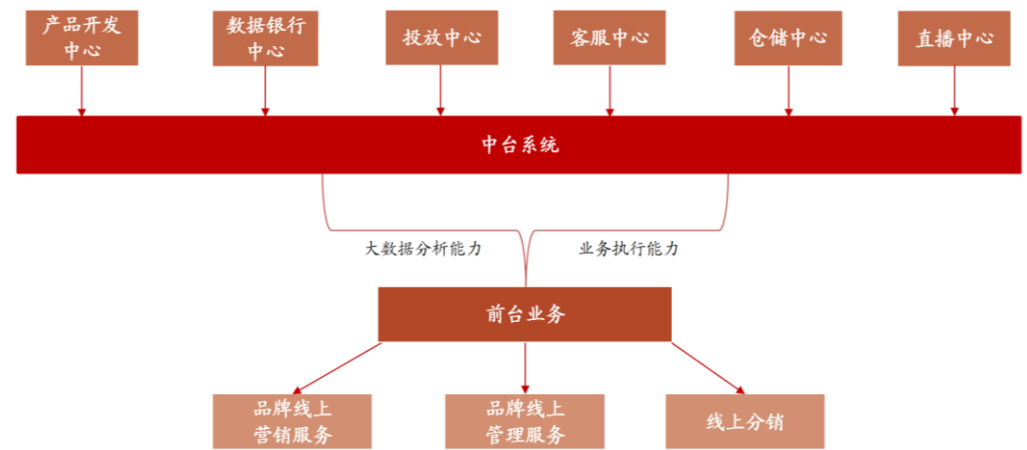 产品开发
中心
数据银行
中心
投放中心
客服中心
仓储中心
直播中心
中台系统
大数据分析能力
业务执行能力
前台业务
品牌线上
营销服务
品牌线上
管理服务
线上分销